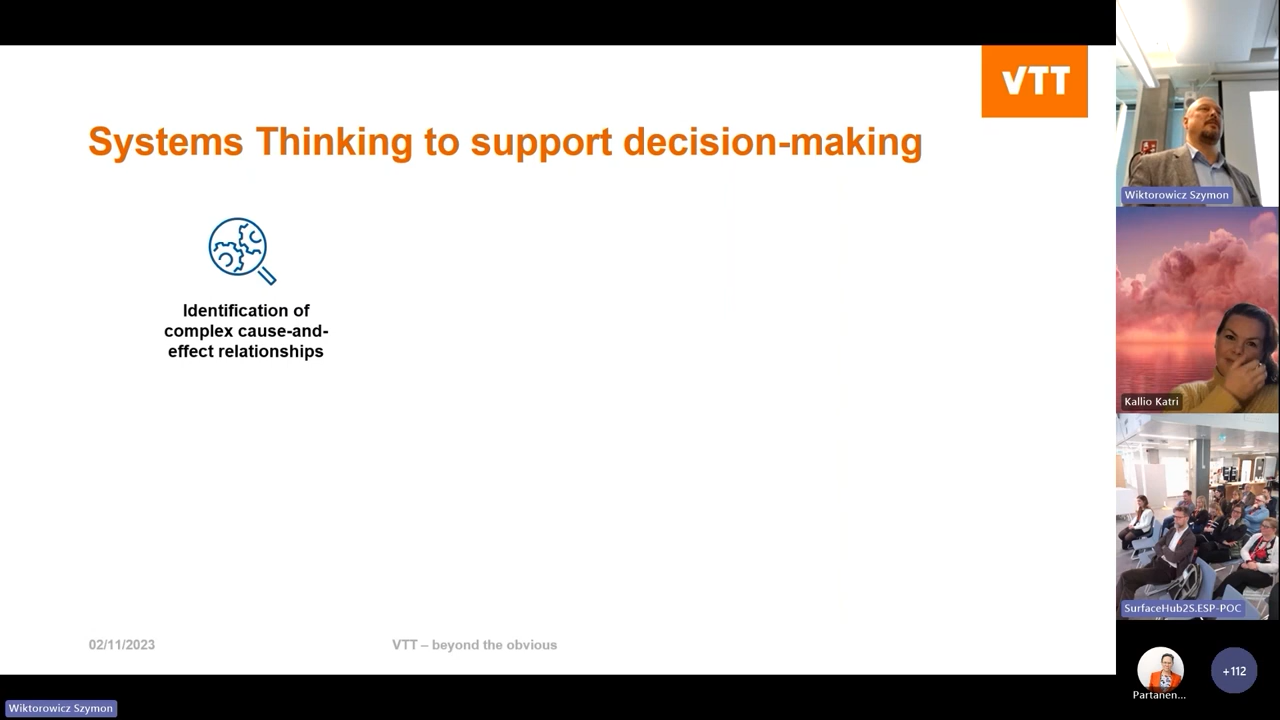 VTT
Systems Thinking to support decision-making
Identification of
complex cause-and-
effect relationships
02/11/2023
VTT – beyond the obvious
Wiktorowicz Szymon
Wiktorowicz Szymon
Kallio Katri
SurfaceHub2S.ESP-POC
Partanen...
+112